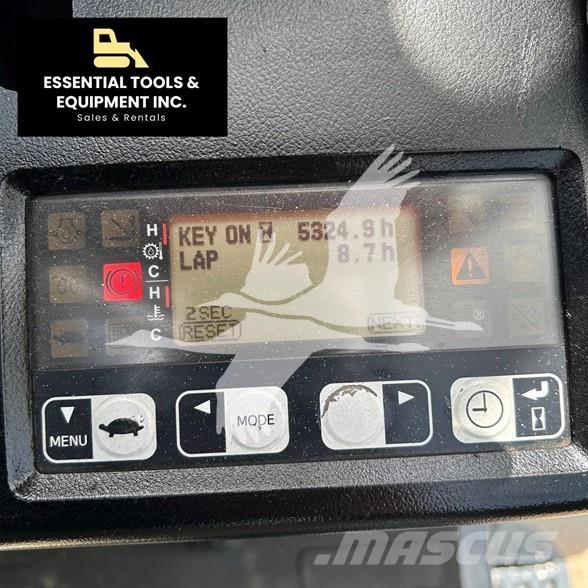 ESSENTIAL TOOLS &
EQUIPMENT INC.
Sales & Rentals
H
C
H
C
KEY ON 5324.9h
LAP 8.7h
2SEC
RESET NEXT
MENU
MODE
MASCUS